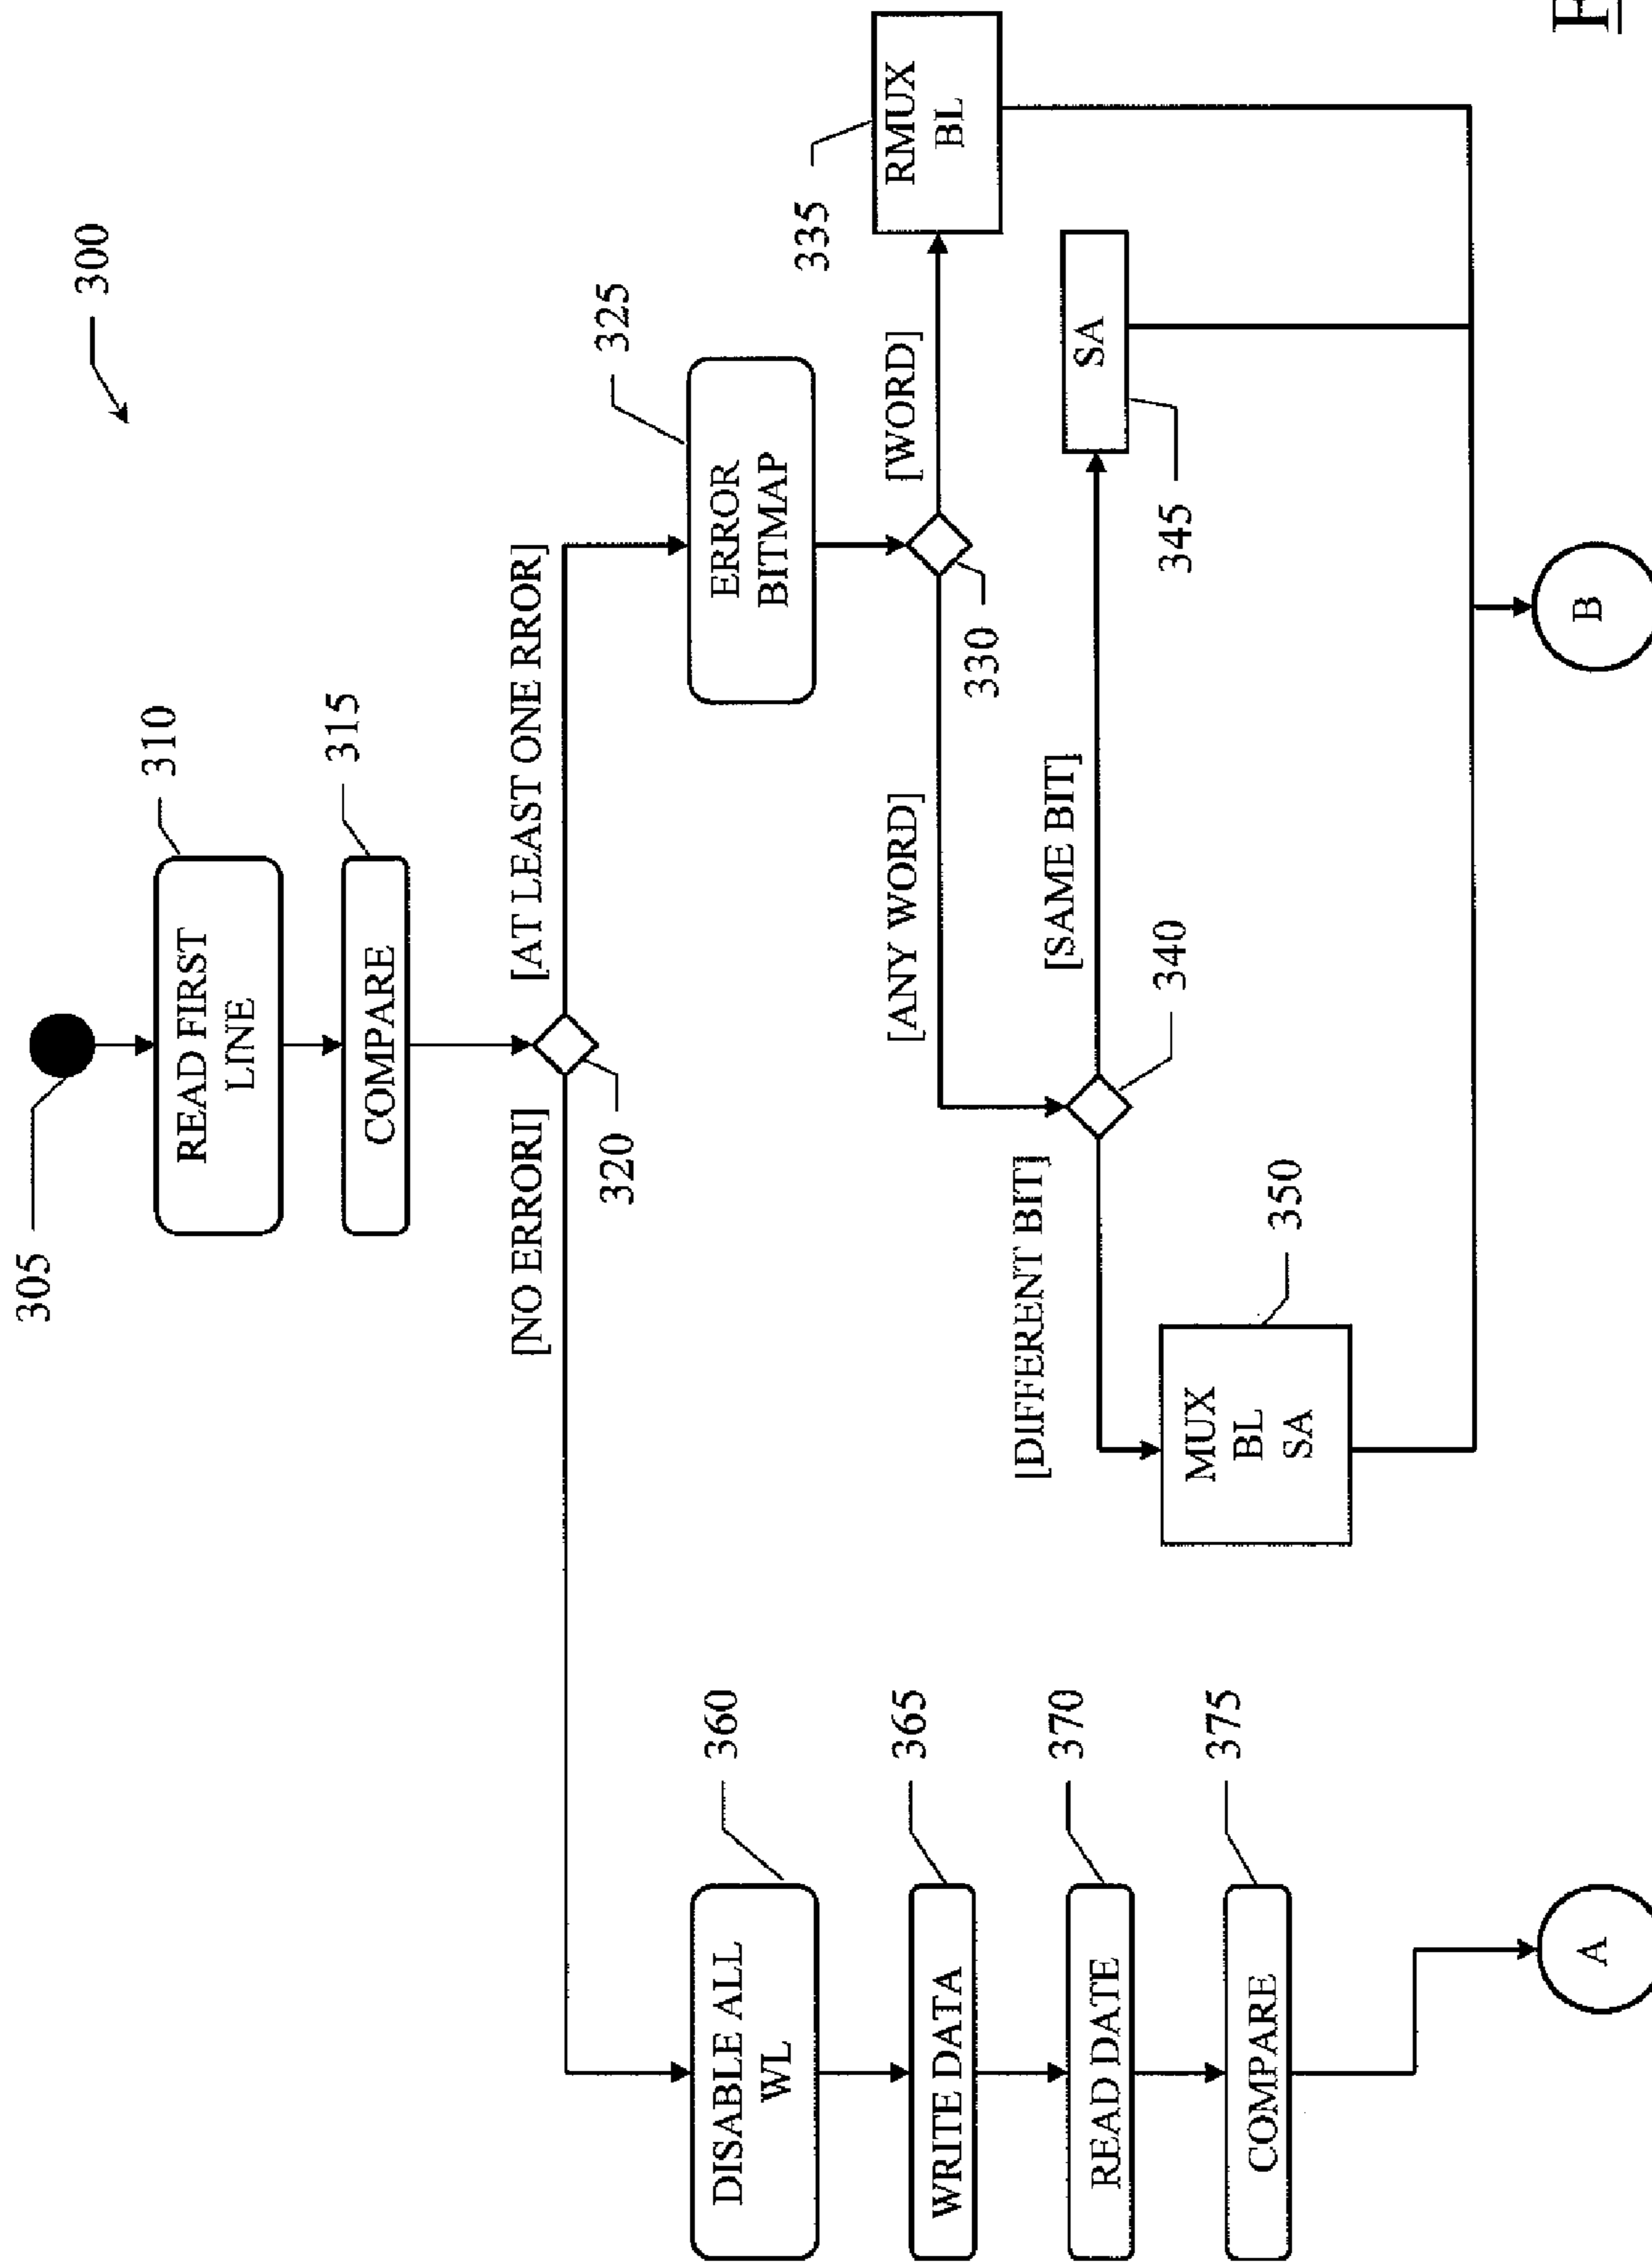 305
300
310
READ FIRST
LINE
315
COMPARE
[NO ERRORI]
[AT LEAST ONE ERROR]
320
325
360
DISABLE ALL
WL
ERROR
BITMAP
335
[ANY WORD]
[WORD]
RMUX
BL
365
WRITE DATA
330
[DIFFERENT BIT]
[SAME BIT]
SA
370
READ DATE
340
345
MUX
BL
SA
350
375
COMPARE
A
B